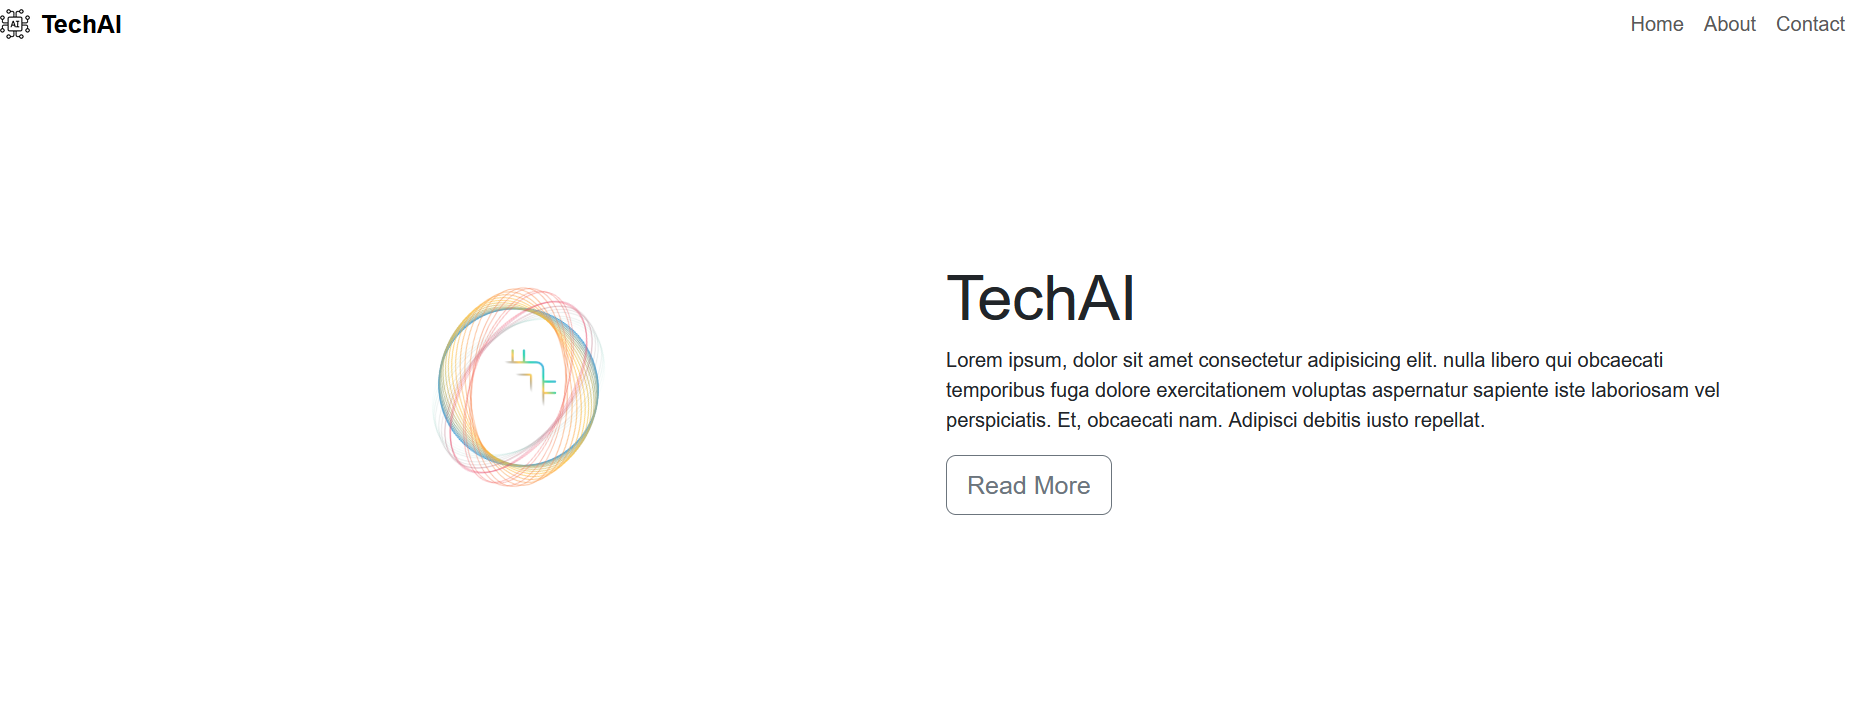 AI
TechAI
Home About Contact
TechAI
Lorem ipsum, dolor sit amet consectetur adipisicing elit. nulla libero qui obcaecati
temporibus fuga dolore exercitationem voluptas aspernatur sapiente iste laboriosam vel
perspiciatis. Et, obcaecati nam. Adipisci debitis iusto repellat.
Read More